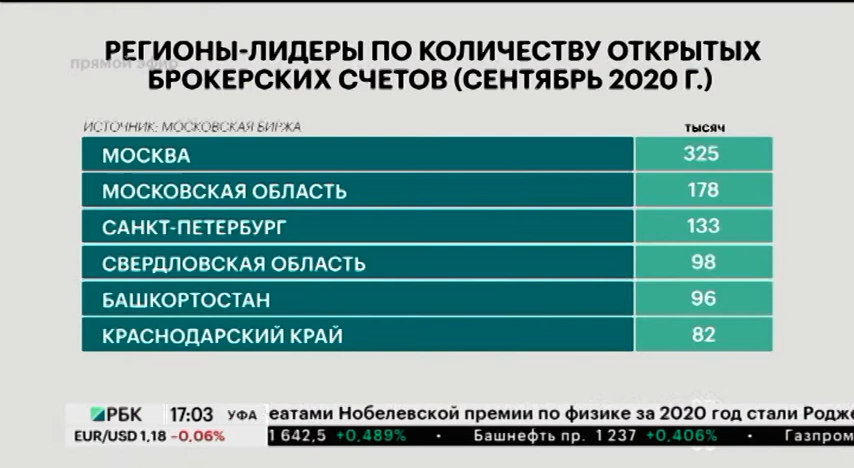 РЕГИОНЫ-ЛИДЕРЫ ПО КОЛИЧЕСТВУ ОТКРЫТЫХ
прямой эфир
БРОКЕРСКИХ СЧЕТОВ (СЕНТЯБРЬ 2020 Г.)
ИСТОЧНИК: МОСКОВСКАЯ БИРЖА ТЫСЯЧ
МОСКВА 325
МОСКОВСКАЯ ОБЛАСТЬ 178
САНКТ-ПЕТЕРБУРГ 133
СВЕРДЛОВСКАЯ ОБЛАСТЬ 98
БАШКОРТОСТАН 96
КРАСНОДАРСКИЙ КРАЙ 82
РБК 17:03 УФА еатами Нобелевской премии по физике за 2020 год стали Родже
EUR/USD 1,18 -0,06% 1 642,5 +0,489% • Башнефть пр. 1 237 +0,406% • Газпром